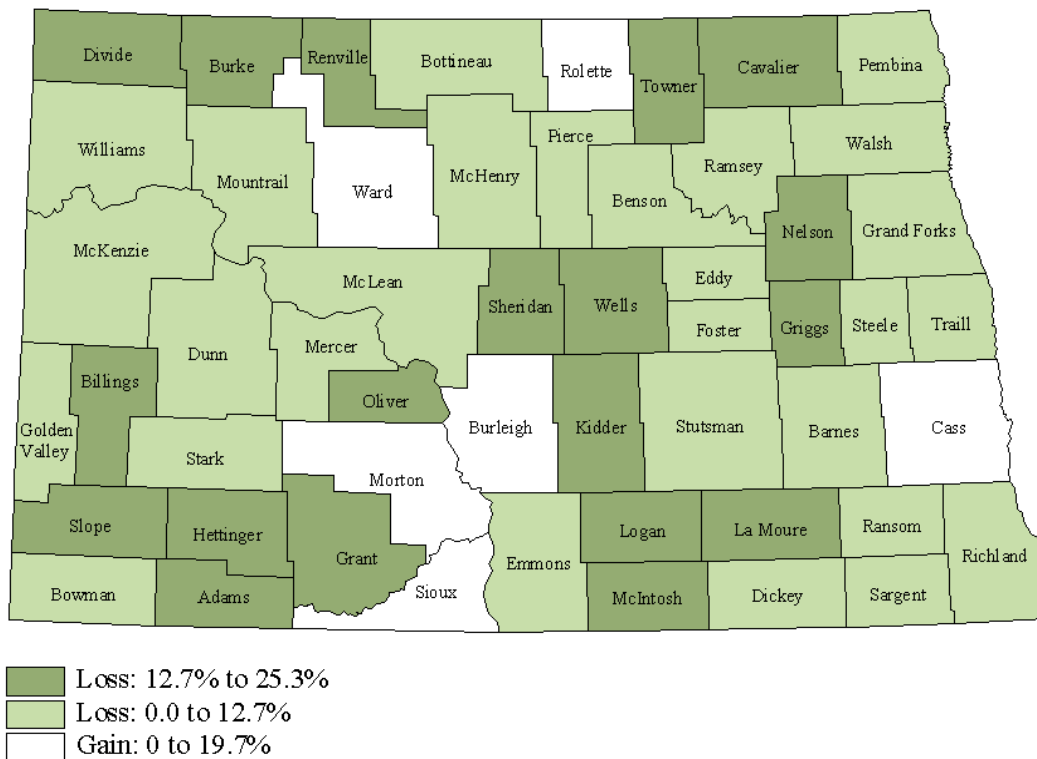 Divide
Burke
Renville
Bottineau
Rolette
Towner
Cavalier
Pembina
Williams
Mountrail
Ward
McHenry
Pierce
Benson
Ramsey
Walsh
McKenzie
Nelson
Grand Forks
McLean
Sheridan
Wells
Eddy
Foster
Griggs
Steele
Traill
Dunn
Mercer
Oliver
Billings
Golden
Valley
Stark
Morton
Burleigh
Kidder
Stutsman
Barnes
Cass
Slope
Hettinger
Grant
Sioux
Emmons
Logan
La Moure
Ransom
Richland
Bowman
Adams
McIntosh
Dickey
Sargent
Loss: 12.7% to 25.3%
Loss: 0.0 to 12.7%
Gain: 0 to 19.7%